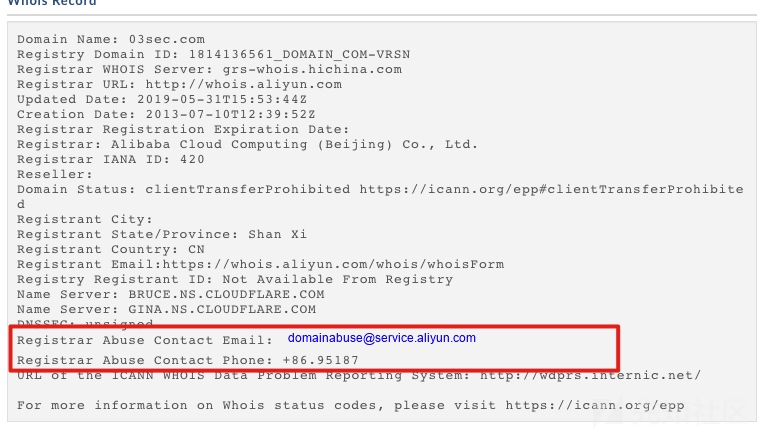 Whois Record
Domain Name: 03sec.com
Registry Domain ID: 1814136561_DOMAIN_COM-VRSN
Registrar WHOIS Server: grs-whois.hichina.com
Registrar URL: http://whois.aliyun.com
Updated Date: 2019-05-31T15:53:44Z
Creation Date: 2013-07-10T12:39:52Z
Registrar Registration Expiration Date:
Registrar: Alibaba Cloud Computing (Beijing) Co., Ltd.
Registrar IANA ID: 420
Reseller:
Domain Status: clientTransferProhibited https://icann.org/epp#clientTransferProhibite
d
Registrant City:
Registrant State/Province: Shan Xi
Registrant Country: CN
Registrant Email:https://whois.aliyun.com/whois/whoisForm
Registry Registrant ID: Not Available From Registry
Name Server: BRUCE.NS.CLOUDFLARE.COM
Name Server: GINA.NS.CLOUDFLARE.COM
DNSSEC: unsigned
Registrar Abuse Contact Email: domainabuse@service.aliyun.com
Registrar Abuse Contact Phone: +86.95187
URL of the ICANN WHOIS Data Problem Reporting System: http://wdprs.internic.net/
For more information on Whois status codes, please visit https://icann.org/epp